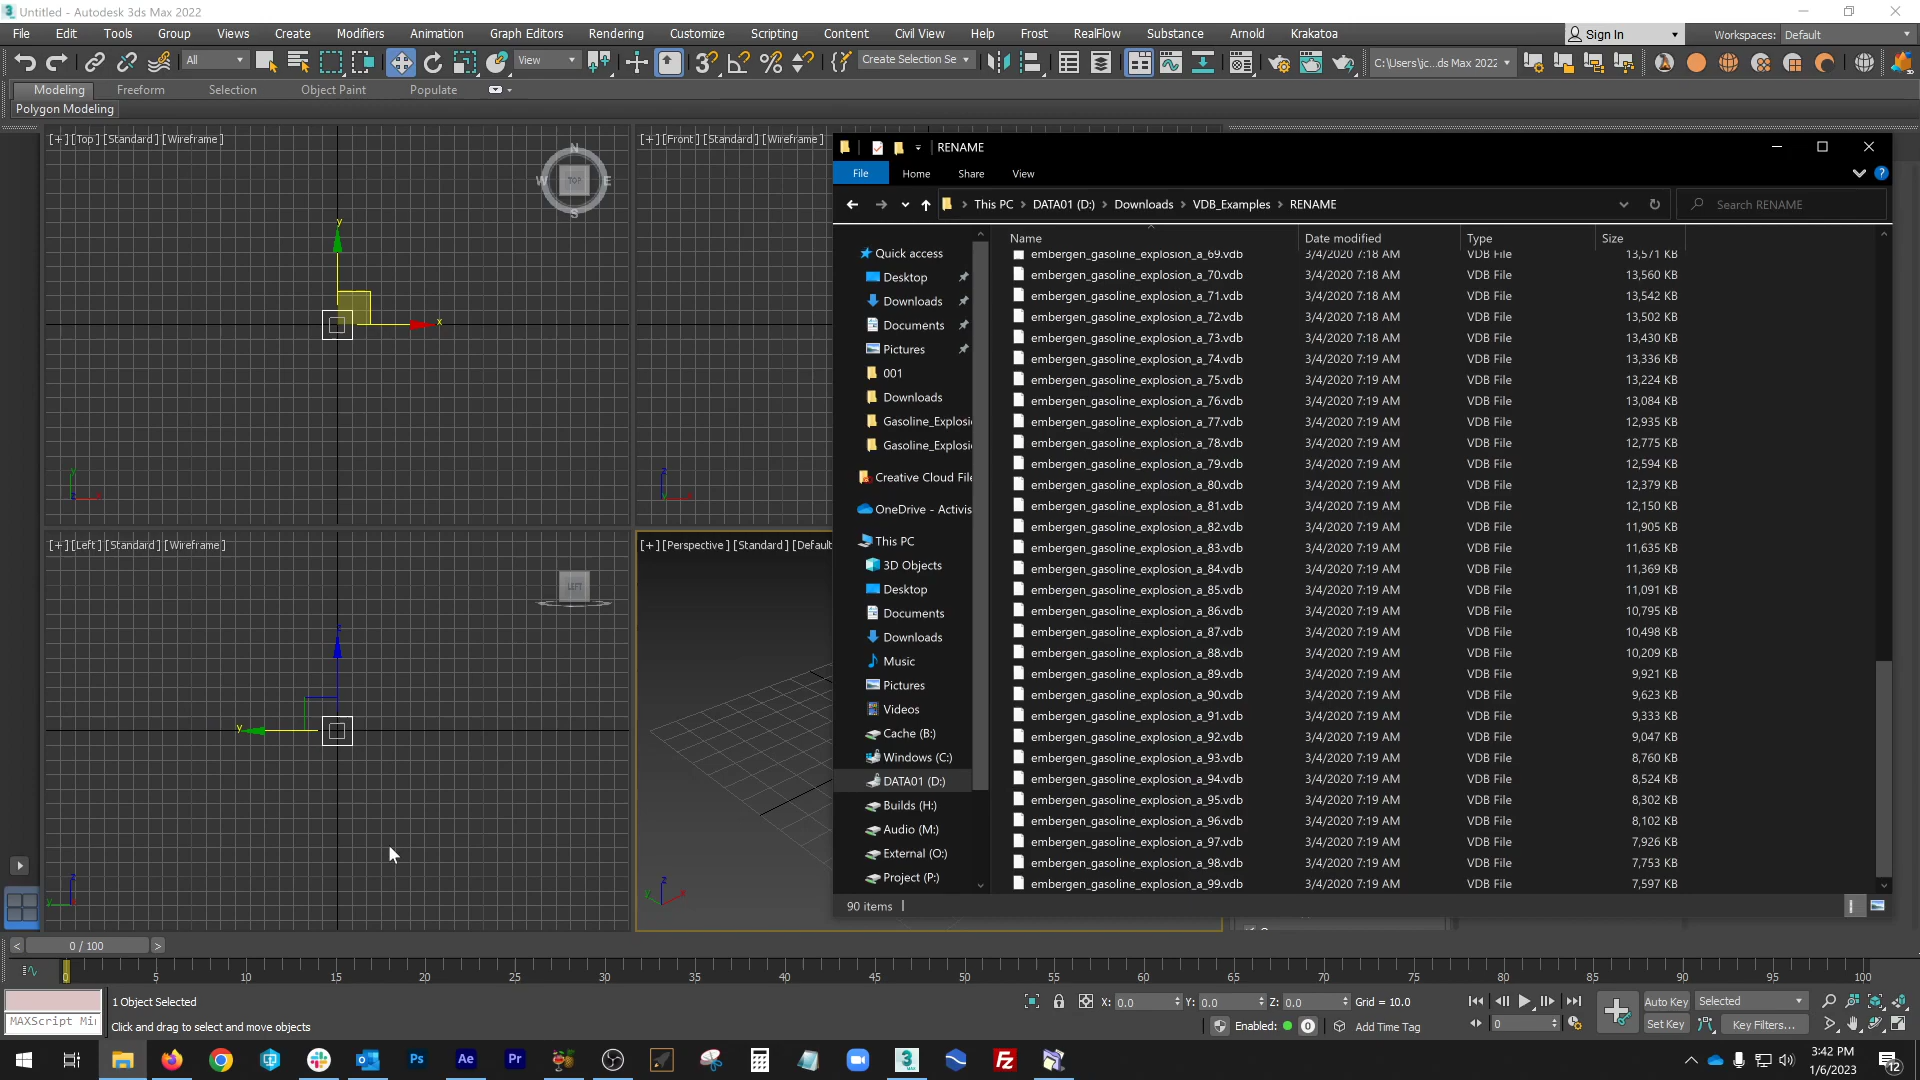 Untitled - Autodesk 3ds Max 2022
File Edit Tools Group Views Create Modifiers Animation Graph Editors Rendering Customize Scripting Content Civil View Help Frost RealFlow Substance Arnold Krakatoa Sign In Workspaces: Default
All View Create Selection Se C:\Users\jc...ds Max 2022
Modeling Freeform Selection Object Paint Populate
Polygon Modeling
[+] [Top] [Standard] [Wireframe]
[+] [Front] [Standard] [Wireframe]
N
W TOP E
S
y
x
[+] [Left] [Standard] [Wireframe]
LEFT
z
y
[+] [Perspective] [Standard] [Default
RENAME
File Home Share View
This PC > DATA01 (D:) > Downloads > VDB_Examples > RENAME
Search RENAME
Quick access
Desktop
Downloads
Documents
Pictures
001
Downloads
Gasoline_Explosi
Gasoline_Explosi
Creative Cloud File
OneDrive - Activis
This PC
3D Objects
Desktop
Documents
Downloads
Music
Pictures
Videos
Cache (B:)
Windows (C:)
DATA01 (D:)
Builds (H:)
Audio (M:)
External (O:)
Project (P:)
Name Date modified Type Size
embergen_gasoline_explosion_a_69.vdb 3/4/2020 7:18 AM VDB File 13,571 KB
embergen_gasoline_explosion_a_70.vdb 3/4/2020 7:18 AM VDB File 13,560 KB
embergen_gasoline_explosion_a_71.vdb 3/4/2020 7:18 AM VDB File 13,542 KB
embergen_gasoline_explosion_a_72.vdb 3/4/2020 7:18 AM VDB File 13,502 KB
embergen_gasoline_explosion_a_73.vdb 3/4/2020 7:18 AM VDB File 13,430 KB
embergen_gasoline_explosion_a_74.vdb 3/4/2020 7:19 AM VDB File 13,336 KB
embergen_gasoline_explosion_a_75.vdb 3/4/2020 7:19 AM VDB File 13,224 KB
embergen_gasoline_explosion_a_76.vdb 3/4/2020 7:19 AM VDB File 13,084 KB
embergen_gasoline_explosion_a_77.vdb 3/4/2020 7:19 AM VDB File 12,935 KB
embergen_gasoline_explosion_a_78.vdb 3/4/2020 7:19 AM VDB File 12,775 KB
embergen_gasoline_explosion_a_79.vdb 3/4/2020 7:19 AM VDB File 12,594 KB
embergen_gasoline_explosion_a_80.vdb 3/4/2020 7:19 AM VDB File 12,379 KB
embergen_gasoline_explosion_a_81.vdb 3/4/2020 7:19 AM VDB File 12,150 KB
embergen_gasoline_explosion_a_82.vdb 3/4/2020 7:19 AM VDB File 11,905 KB
embergen_gasoline_explosion_a_83.vdb 3/4/2020 7:19 AM VDB File 11,635 KB
embergen_gasoline_explosion_a_84.vdb 3/4/2020 7:19 AM VDB File 11,369 KB
embergen_gasoline_explosion_a_85.vdb 3/4/2020 7:19 AM VDB File 11,091 KB
embergen_gasoline_explosion_a_86.vdb 3/4/2020 7:19 AM VDB File 10,795 KB
embergen_gasoline_explosion_a_87.vdb 3/4/2020 7:19 AM VDB File 10,498 KB
embergen_gasoline_explosion_a_88.vdb 3/4/2020 7:19 AM VDB File 10,209 KB
embergen_gasoline_explosion_a_89.vdb 3/4/2020 7:19 AM VDB File 9,921 KB
embergen_gasoline_explosion_a_90.vdb 3/4/2020 7:19 AM VDB File 9,623 KB
embergen_gasoline_explosion_a_91.vdb 3/4/2020 7:19 AM VDB File 9,333 KB
embergen_gasoline_explosion_a_92.vdb 3/4/2020 7:19 AM VDB File 9,047 KB
embergen_gasoline_explosion_a_93.vdb 3/4/2020 7:19 AM VDB File 8,760 KB
embergen_gasoline_explosion_a_94.vdb 3/4/2020 7:19 AM VDB File 8,524 KB
embergen_gasoline_explosion_a_95.vdb 3/4/2020 7:19 AM VDB File 8,302 KB
embergen_gasoline_explosion_a_96.vdb 3/4/2020 7:19 AM VDB File 8,102 KB
embergen_gasoline_explosion_a_97.vdb 3/4/2020 7:19 AM VDB File 7,926 KB
embergen_gasoline_explosion_a_98.vdb 3/4/2020 7:19 AM VDB File 7,753 KB
embergen_gasoline_explosion_a_99.vdb 3/4/2020 7:19 AM VDB File 7,597 KB
90 items
< 0 / 100 >
0 5 10 15 20 25 30 35 40 45 50 55 60 65 70 75 80 85 90 95 100
1 Object Selected X: 0.0 Y: 0.0 Z: 0.0 Grid = 10.0 Auto Key Selected
MAXScript Mi Click and drag to select and move objects Enabled: 0 Add Time Tag 0 Set Key Key Filters...
Ps Ae Pr 3 Fz
3:42 PM
1/6/2023
12